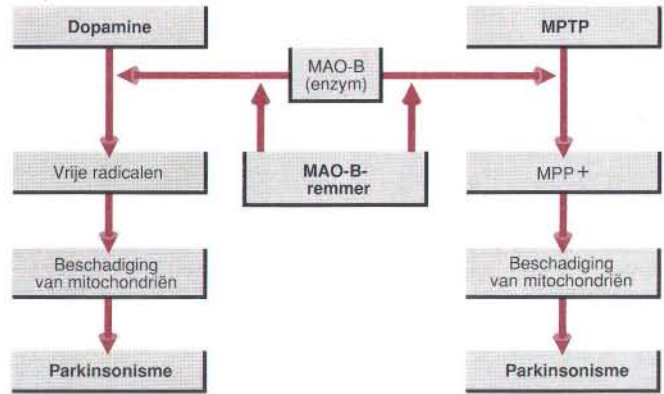 Dopamine
MPTP
MAO-B
(enzym)
Vrije radicalen
MAO-B-
remmer
MPP+
Beschadiging
van mitochondriën
Beschadiging
van mitochondriën
Parkinsonisme
Parkinsonisme